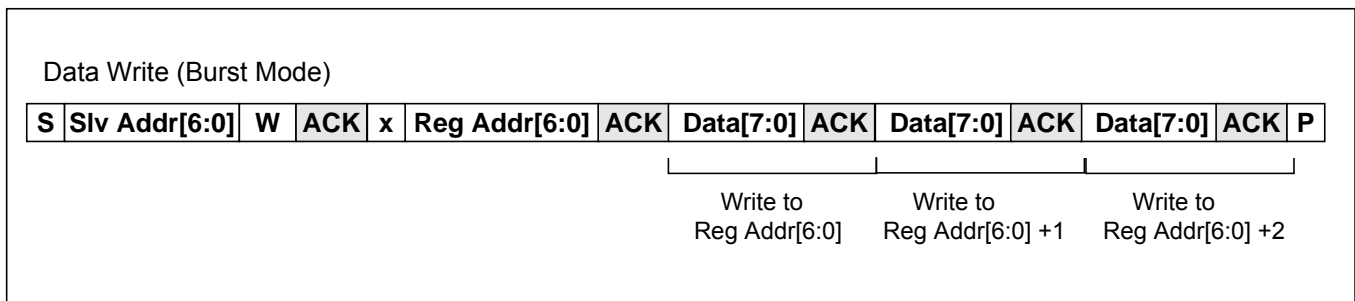 Data Write (Burst Mode)
S Slv Addr[6:0] W ACK x Reg Addr[6:0] ACK Data[7:0] ACK Data[7:0] ACK Data[7:0] ACK P
Write to Write to Write to
Reg Addr[6:0] Reg Addr[6:0] +1 Reg Addr[6:0] +2